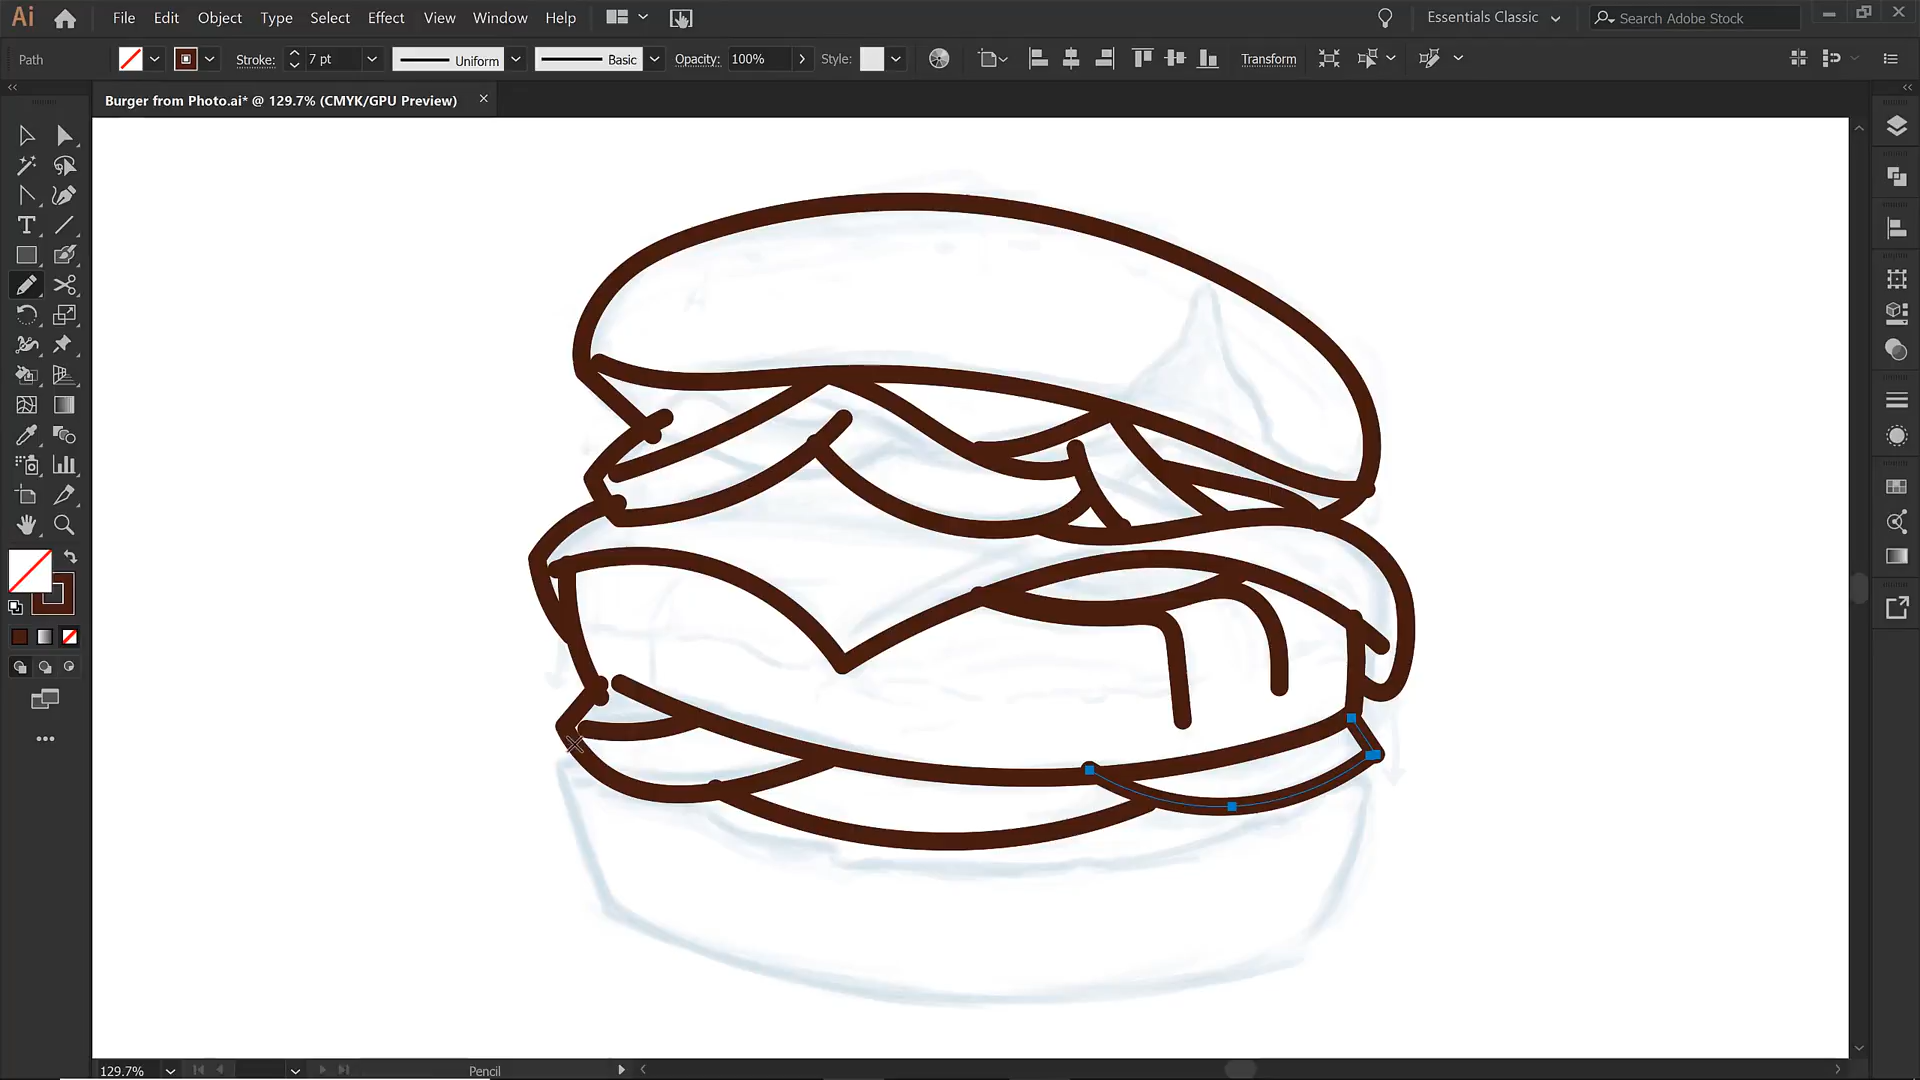 Ai File Edit Object Type Select Effect View Window Help Essentials Classic Search Adobe Stock
Path Stroke: 7 pt Uniform Basic Opacity: 100% Style: Transform
Burger from Photo.ai* @ 129.7% (CMYK/GPU Preview)
129.7% Pencil